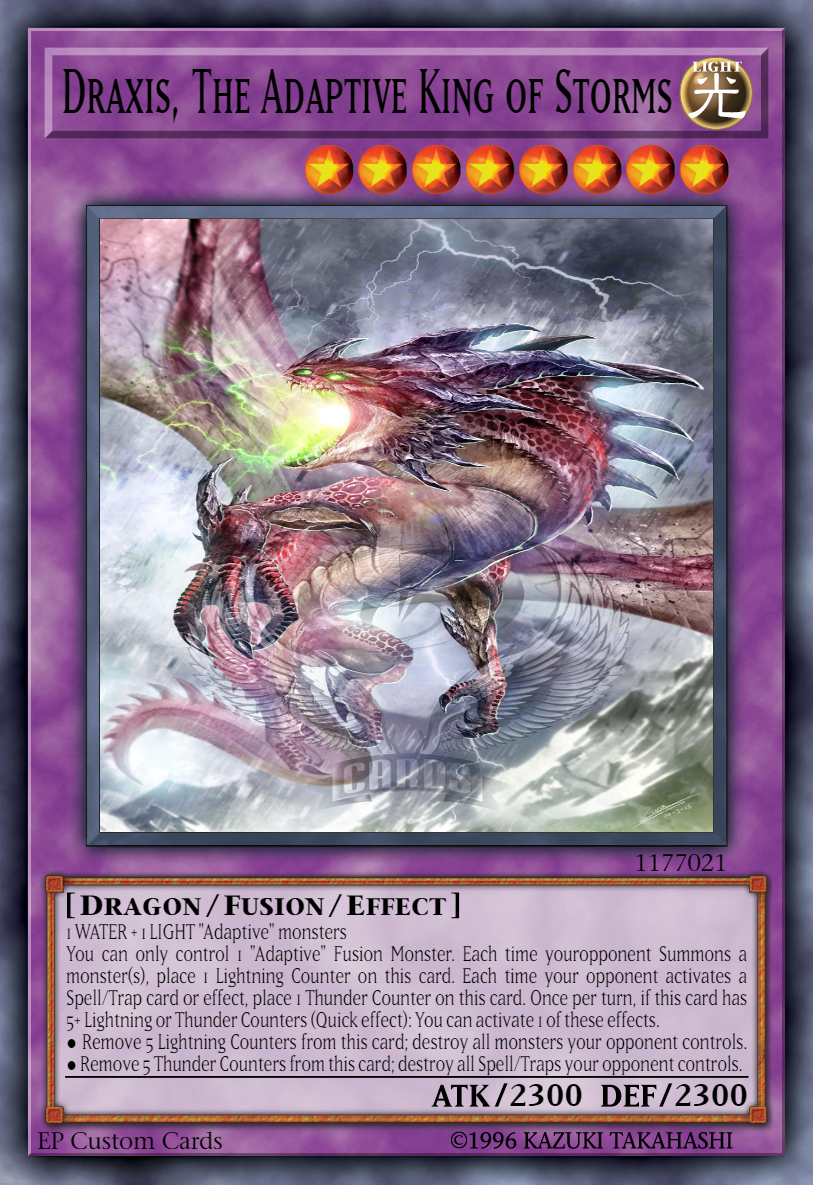 Draxis, The Adaptive King of Storms
LIGHT
光
1177021
[ Dragon / Fusion / Effect ]
1 WATER + 1 LIGHT "Adaptive" monsters
You can only control 1 "Adaptive" Fusion Monster. Each time youropponent Summons a
monster(s), place 1 Lightning Counter on this card. Each time your opponent activates a
Spell/Trap card or effect, place 1 Thunder Counter on this card. Once per turn, if this card has
5+ Lightning or Thunder Counters (Quick effect): You can activate 1 of these effects.
● Remove 5 Lightning Counters from this card; destroy all monsters your opponent controls.
● Remove 5 Thunder Counters from this card; destroy all Spell/Traps your opponent controls.
ATK/2300 DEF/2300
EP Custom Cards
©1996 KAZUKI TAKAHASHI
CARDS